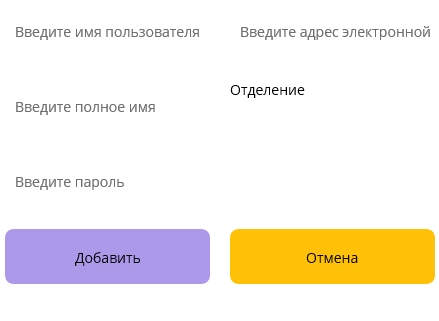 Введите имя пользователя
Введите адрес электронной
Отделение
Введите полное имя
Введите пароль
Добавить
Отмена